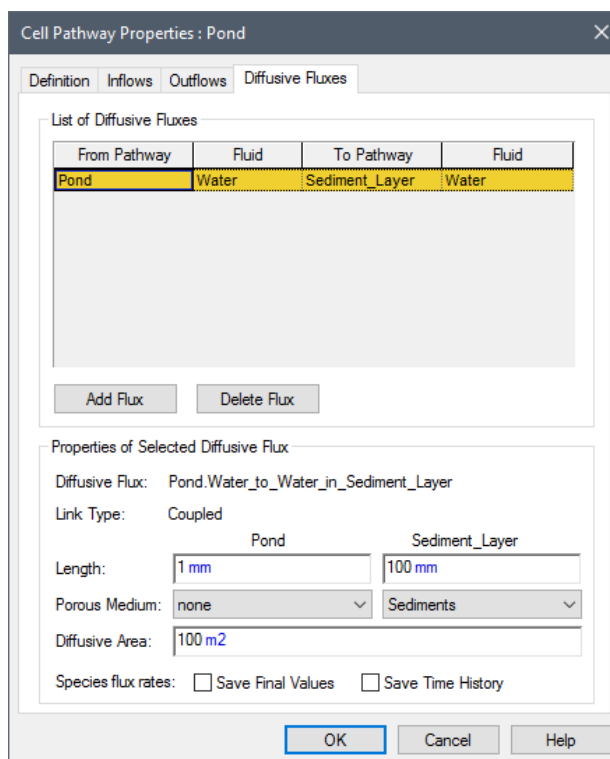 Cell Pathway Properties : Pond
Definition Inflows Outflows Diffusive Fluxes
List of Diffusive Fluxes
From Pathway Fluid To Pathway Fluid
Pond Water Sediment_Layer Water
Add Flux Delete Flux
Properties of Selected Diffusive Flux
Diffusive Flux: Pond.Water_to_Water_in_Sediment_Layer
Link Type: Coupled
Pond Sediment_Layer
Length: 1 mm 100 mm
Porous Medium: none Sediments
Diffusive Area: 100 m2
Species flux rates: Save Final Values Save Time History
OK Cancel Help